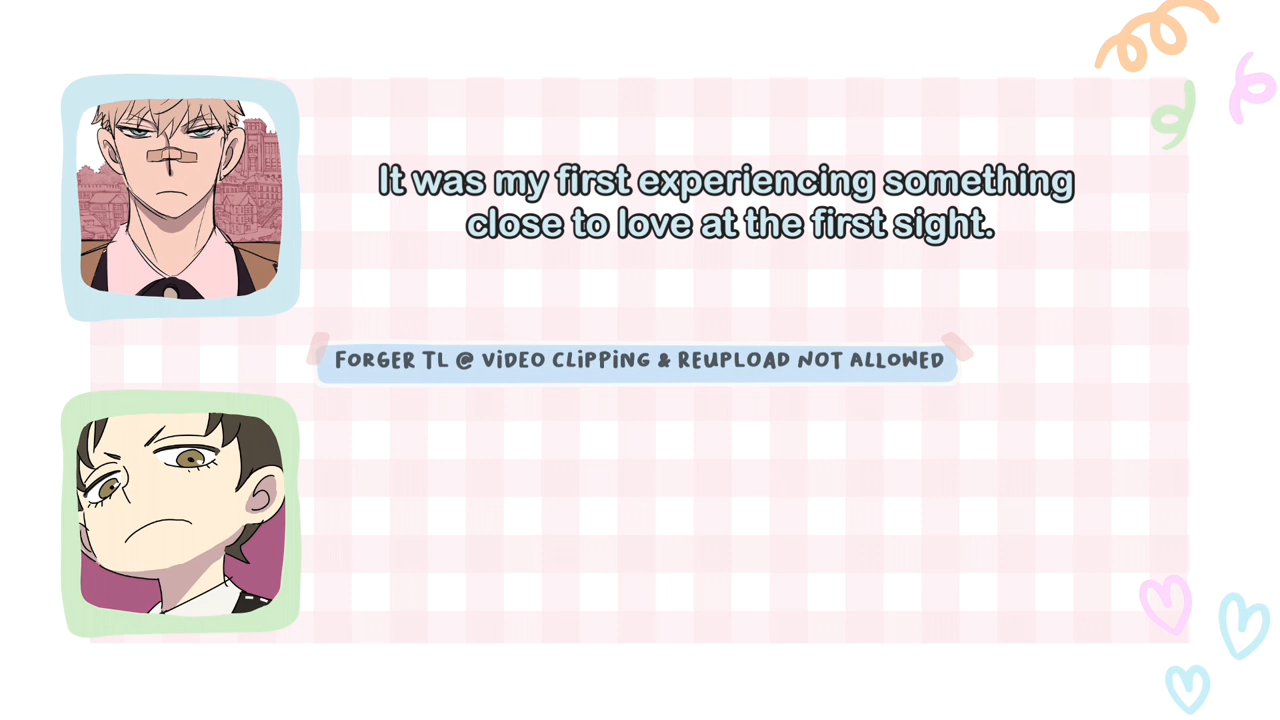 It was my first experiencing something
close to love at the first sight.
FORGER TL @ ViDEO CLiPPiNG & REUPLOAD NOT ALLOWED